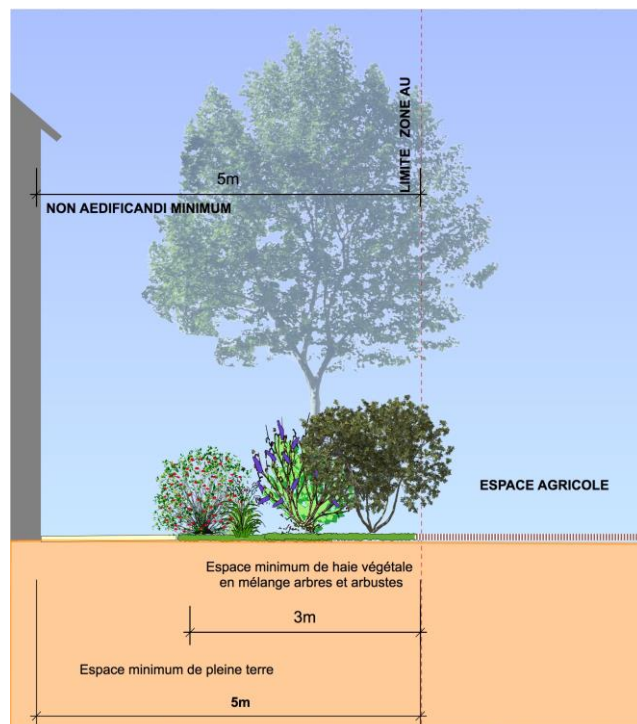 LIMITE ZONE AU
5m
NON AEDIFICANDI MINIMUM
ESPACE AGRICOLE
Espace minimum de haie végétale
en mélange arbres et arbustes
3m
Espace minimum de pleine terre
5m